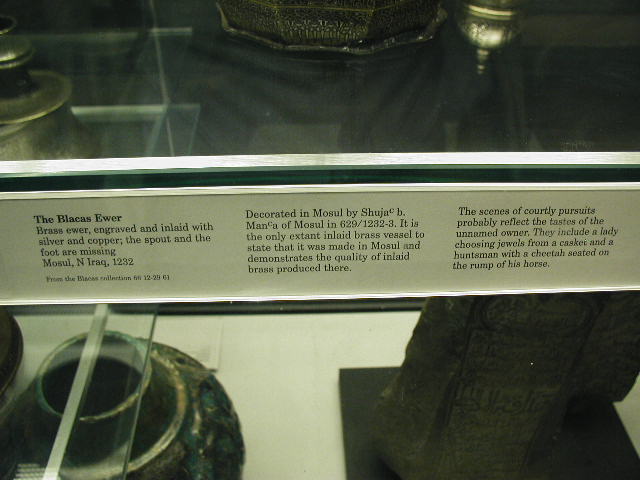 The Blacas Ewer
Brass ewer, engraved and inlaid with
silver and copper; the spout and the
foot are missing
Mosul, N Iraq, 1232
From the Blacas collection 66 12-29 61
Decorated in Mosul by Shujaᶜ b.
Manᶜa of Mosul in 629/1232-3. It is
the only extant inlaid brass vessel to
state that it was made in Mosul and
demonstrates the quality of inlaid
brass produced there.
The scenes of courtly pursuits
probably reflect the tastes of the
unnamed owner. They include a lady
choosing jewels from a casket and a
huntsman with a cheetah seated on
the rump of his horse.